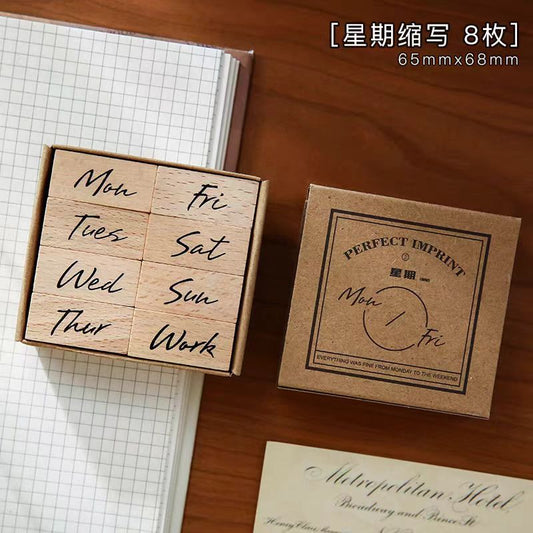 [星期缩写 8枚]
65mmx68mm
Mon
Fri
Tues
Sat
Wed
Sun
Thur
Work
PERFECT IMPRINT
②
星期
Mon / Fri
EVERYTHING WAS FINE FROM MONDAY TO THE WEEKEND
Metropolitan Hotel
Broadway and Prince St.